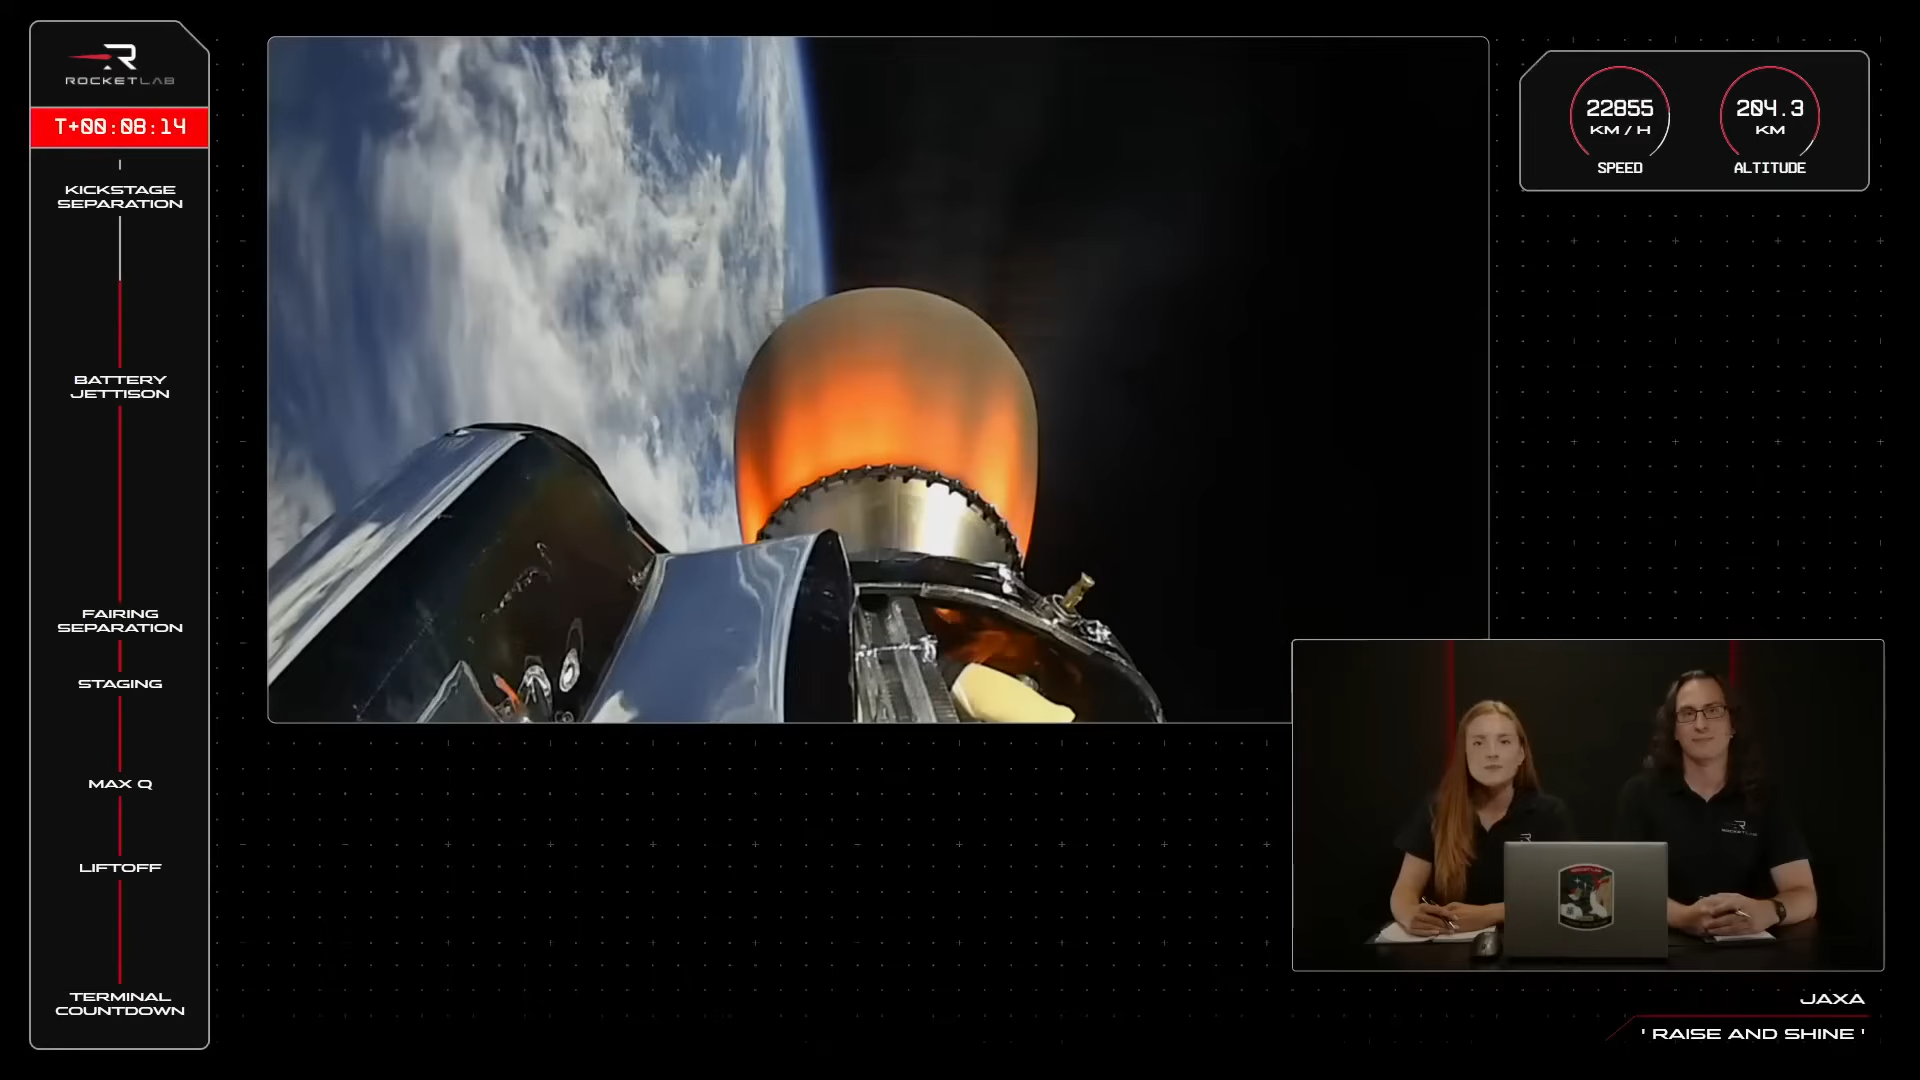 ROCKETLAB
T+00:08:14
KICKSTAGE
SEPARATION
BATTERY
JETTISON
FAIRING
SEPARATION
STAGING
MAX Q
LIFTOFF
TERMINAL
COUNTDOWN
22855
KM/H
SPEED
204.3
KM
ALTITUDE
JAXA
' RAISE AND SHINE '